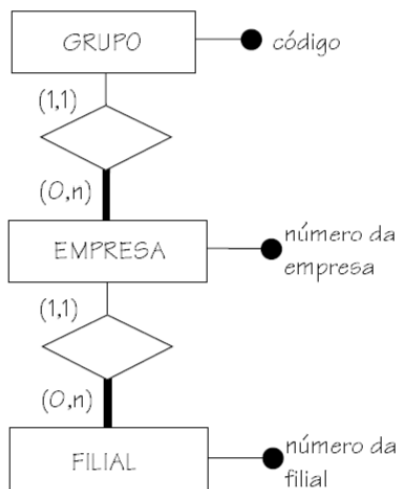 GRUPO
código
(1,1)
(0,n)
EMPRESA
número da
empresa
(1,1)
(0,n)
FILIAL
número da
filial